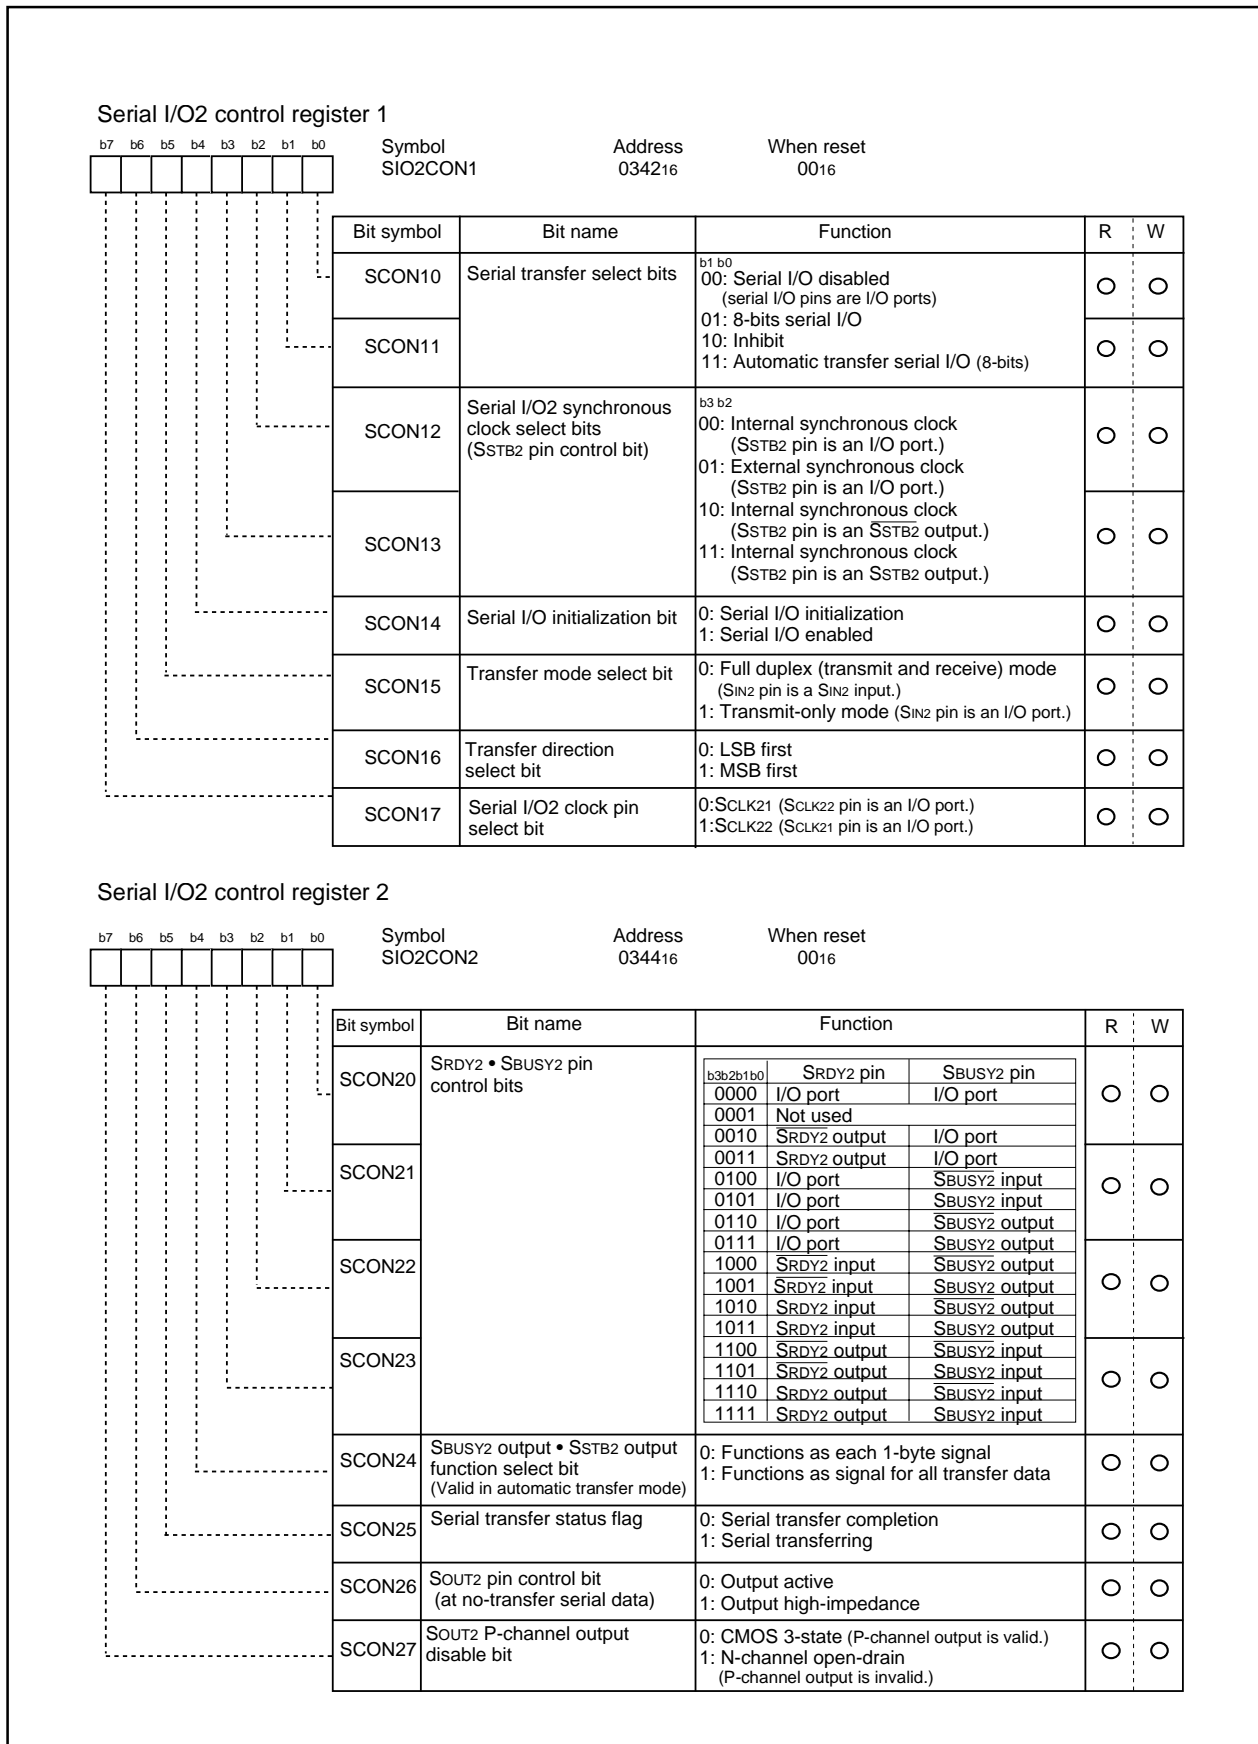 Serial I/O2 control register 1
b7 b6 b5 b4 b3 b2 b1 b0
Symbol Address When reset
SIO2CON1 034216 0016
Bit symbol Bit name Function R W
SCON10 Serial transfer select bits
b1 b0
00: Serial I/O disabled
(serial I/O pins are I/O ports)
01: 8-bits serial I/O
SCON11
10: Inhibit
11: Automatic transfer serial I/O (8-bits)
SCON12
Serial I/O2 synchronous
clock select bits
(SSTB2 pin control bit)
b3 b2
00: Internal synchronous clock
(SSTB2 pin is an I/O port.)
01: External synchronous clock
(SSTB2 pin is an I/O port.)
SCON13
10: Internal synchronous clock
(SSTB2 pin is an S̅S̅T̅B̅2̅ output.)
11: Internal synchronous clock
(SSTB2 pin is an SSTB2 output.)
SCON14 Serial I/O initialization bit
0: Serial I/O initialization
1: Serial I/O enabled
SCON15 Transfer mode select bit
0: Full duplex (transmit and receive) mode
(SIN2 pin is a SIN2 input.)
1: Transmit-only mode (SIN2 pin is an I/O port.)
SCON16
Transfer direction
select bit
0: LSB first
1: MSB first
SCON17
Serial I/O2 clock pin
select bit
0:SCLK21 (SCLK22 pin is an I/O port.)
1:SCLK22 (SCLK21 pin is an I/O port.)
Serial I/O2 control register 2
b7 b6 b5 b4 b3 b2 b1 b0
Symbol Address When reset
SIO2CON2 034416 0016
Bit symbol Bit name Function R W
SCON20
SRDY2 • SBUSY2 pin
control bits
SCON21
SCON22
SCON23
b3b2b1b0 SRDY2 pin SBUSY2 pin
0000 I/O port I/O port
0001 Not used
0010 S̅R̅D̅Y̅2̅ output I/O port
0011 SRDY2 output I/O port
0100 I/O port S̅B̅U̅S̅Y̅2̅ input
0101 I/O port SBUSY2 input
0110 I/O port S̅B̅U̅S̅Y̅2̅ output
0111 I/O port SBUSY2 output
1000 S̅R̅D̅Y̅2̅ input S̅B̅U̅S̅Y̅2̅ output
1001 S̅R̅D̅Y̅2̅ input SBUSY2 output
1010 SRDY2 input S̅B̅U̅S̅Y̅2̅ output
1011 SRDY2 input SBUSY2 output
1100 S̅R̅D̅Y̅2̅ output S̅B̅U̅S̅Y̅2̅ input
1101 S̅R̅D̅Y̅2̅ output SBUSY2 input
1110 SRDY2 output S̅B̅U̅S̅Y̅2̅ input
1111 SRDY2 output SBUSY2 input
SCON24
SBUSY2 output • SSTB2 output
function select bit
(Valid in automatic transfer mode)
0: Functions as each 1-byte signal
1: Functions as signal for all transfer data
SCON25 Serial transfer status flag
0: Serial transfer completion
1: Serial transferring
SCON26
SOUT2 pin control bit
(at no-transfer serial data)
0: Output active
1: Output high-impedance
SCON27
SOUT2 P-channel output
disable bit
0: CMOS 3-state (P-channel output is valid.)
1: N-channel open-drain
(P-channel output is invalid.)